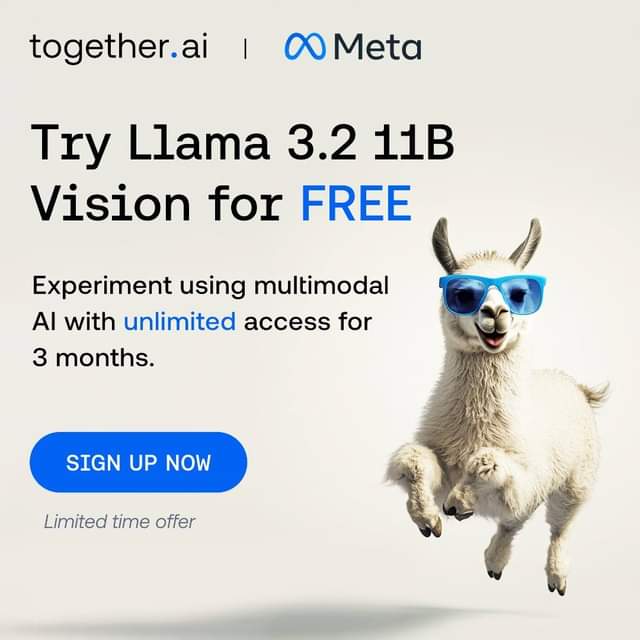 together.ai | Meta
Try Llama 3.2 11B
Vision for FREE
Experiment using multimodal
AI with unlimited access for
3 months.
SIGN UP NOW
Limited time offer